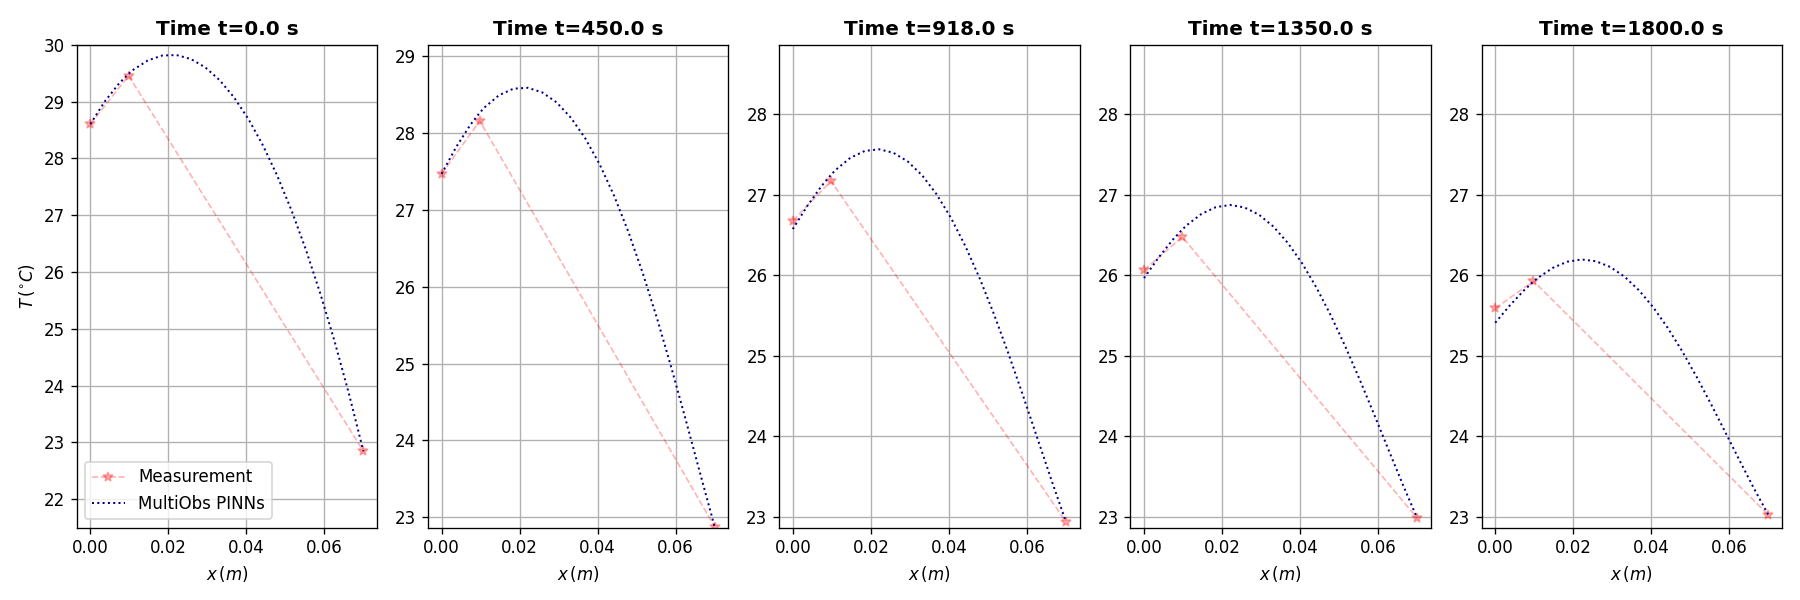 Time t=0.0 s
Time t=450.0 s
Time t=918.0 s
Time t=1350.0 s
Time t=1800.0 s
T (°C)
30
29
28
27
26
25
24
23
22
Measurement
MultiObs PINNs
0.00 0.02 0.04 0.06
x (m)
29
28
27
26
25
24
23
0.00 0.02 0.04 0.06
x (m)
28
27
26
25
24
23
0.00 0.02 0.04 0.06
x (m)
28
27
26
25
24
23
0.00 0.02 0.04 0.06
x (m)
28
27
26
25
24
23
0.00 0.02 0.04 0.06
x (m)